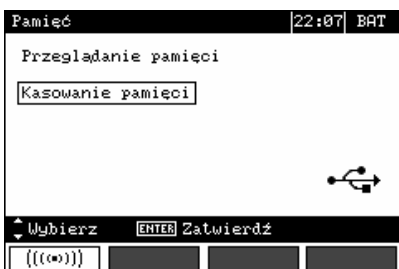 Pamięć 22:07 BAT
Przeglądanie pamięci
Kasowanie pamięci
Wybierz ENTER Zatwierdź
(((•)))